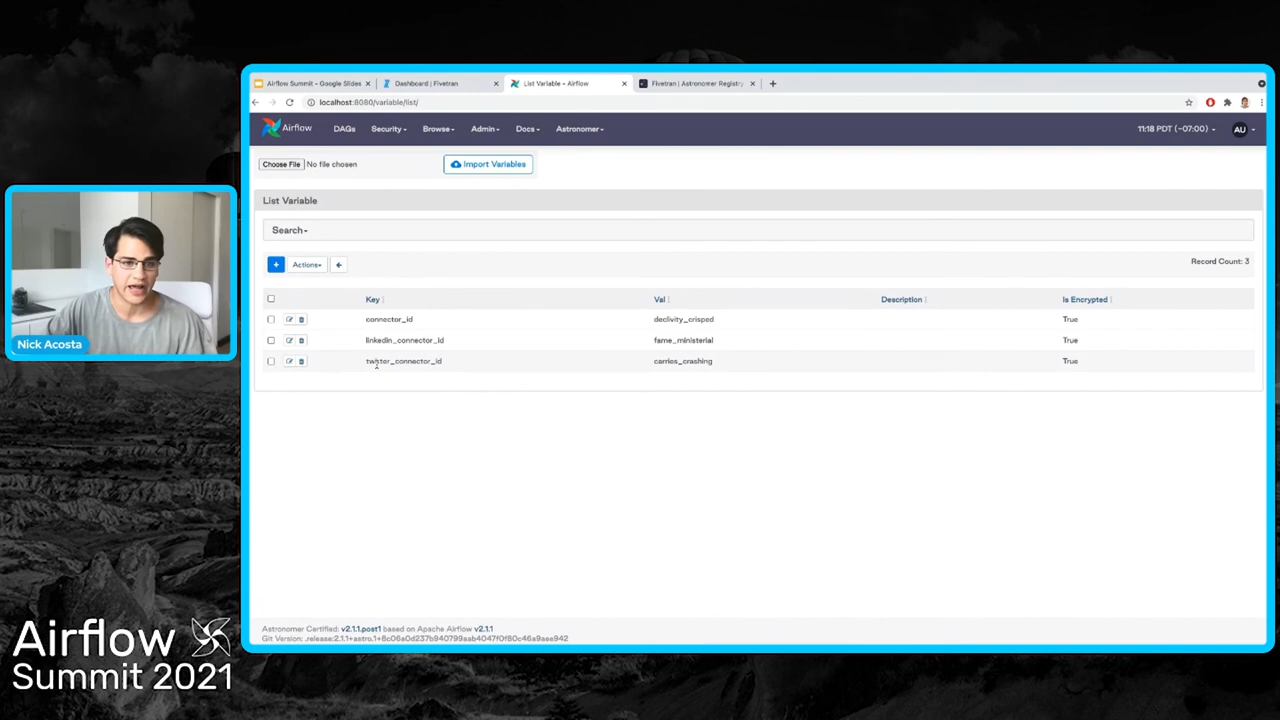 Airflow Summit - Google Slides
Dashboard | Fivetran
List Variable - Airflow
Fivetran | Astronomer Registry
localhost:8080/variable/list/
Airflow
DAGs
Security
Browse
Admin
Docs
Astronomer
11:18 PDT (-07:00)
AU
Choose File No file chosen
Import Variables
List Variable
Search
Actions
Record Count: 3
Key Val Description Is Encrypted
connector_id declivity_crisped True
linkedin_connector_id fame_ministerial True
twitter_connector_id carries_crashing True
Nick Acosta
Astronomer Certified: v2.1.1.post1 based on Apache Airflow v2.1.1
Git Version: .release:2.1.1+astro.1+8c06a0d237b940799aab4047f0f80c46a9aee942
Airflow
Summit 2021